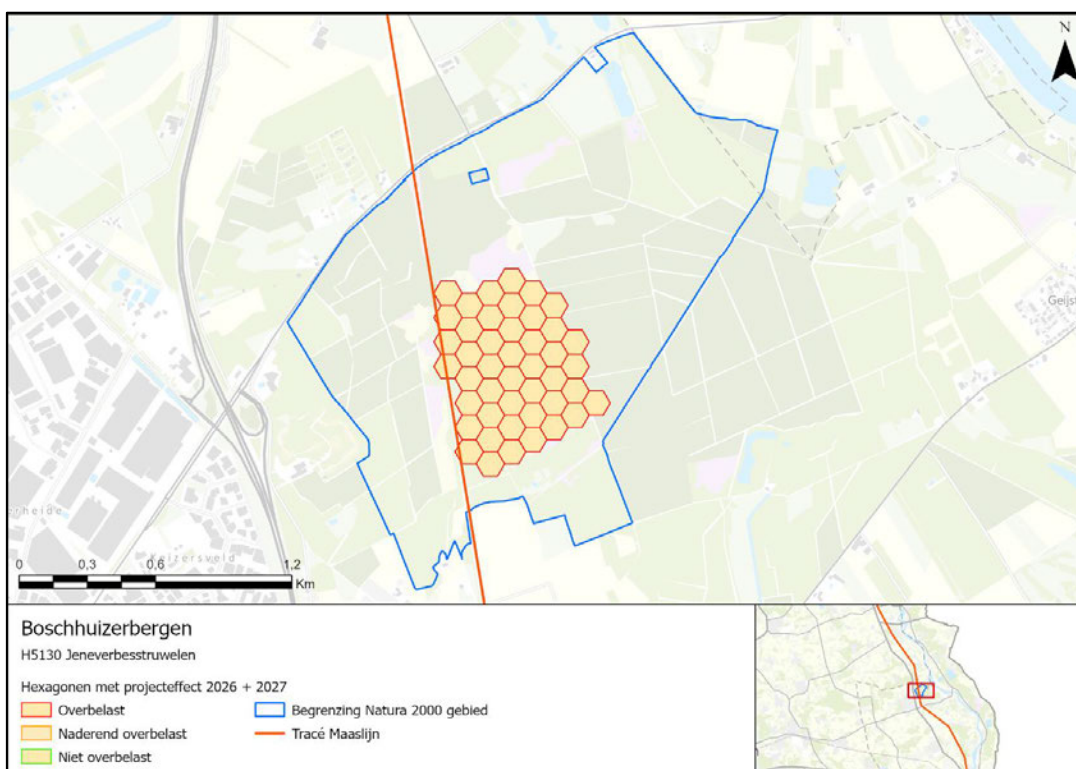 N
Geijst
erheide
Keizersveld
0 0,3 0,6 1,2
Km
Boschhuizerbergen
H5130 Jeneverbesstruwelen
Hexagonen met projecteffect 2026 + 2027
Overbelast
Naderend overbelast
Niet overbelast
Begrenzing Natura 2000 gebied
Tracé Maaslijn